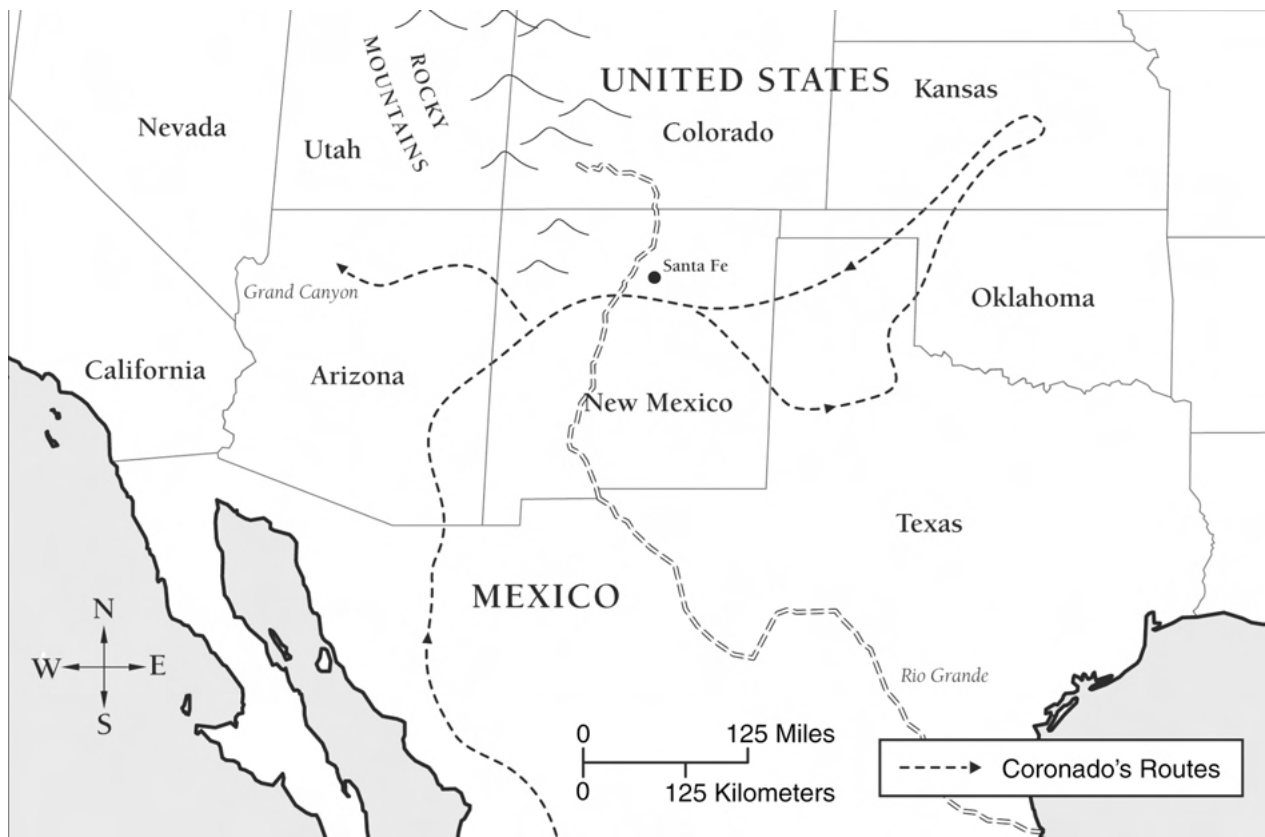 UNITED STATES
Kansas
ROCKY
MOUNTAINS
Nevada
Utah
Colorado
Santa Fe
Grand Canyon
Oklahoma
California
Arizona
New Mexico
Texas
MEXICO
N
W
E
S
Rio Grande
0 125 Miles
0 125 Kilometers
Coronado's Routes